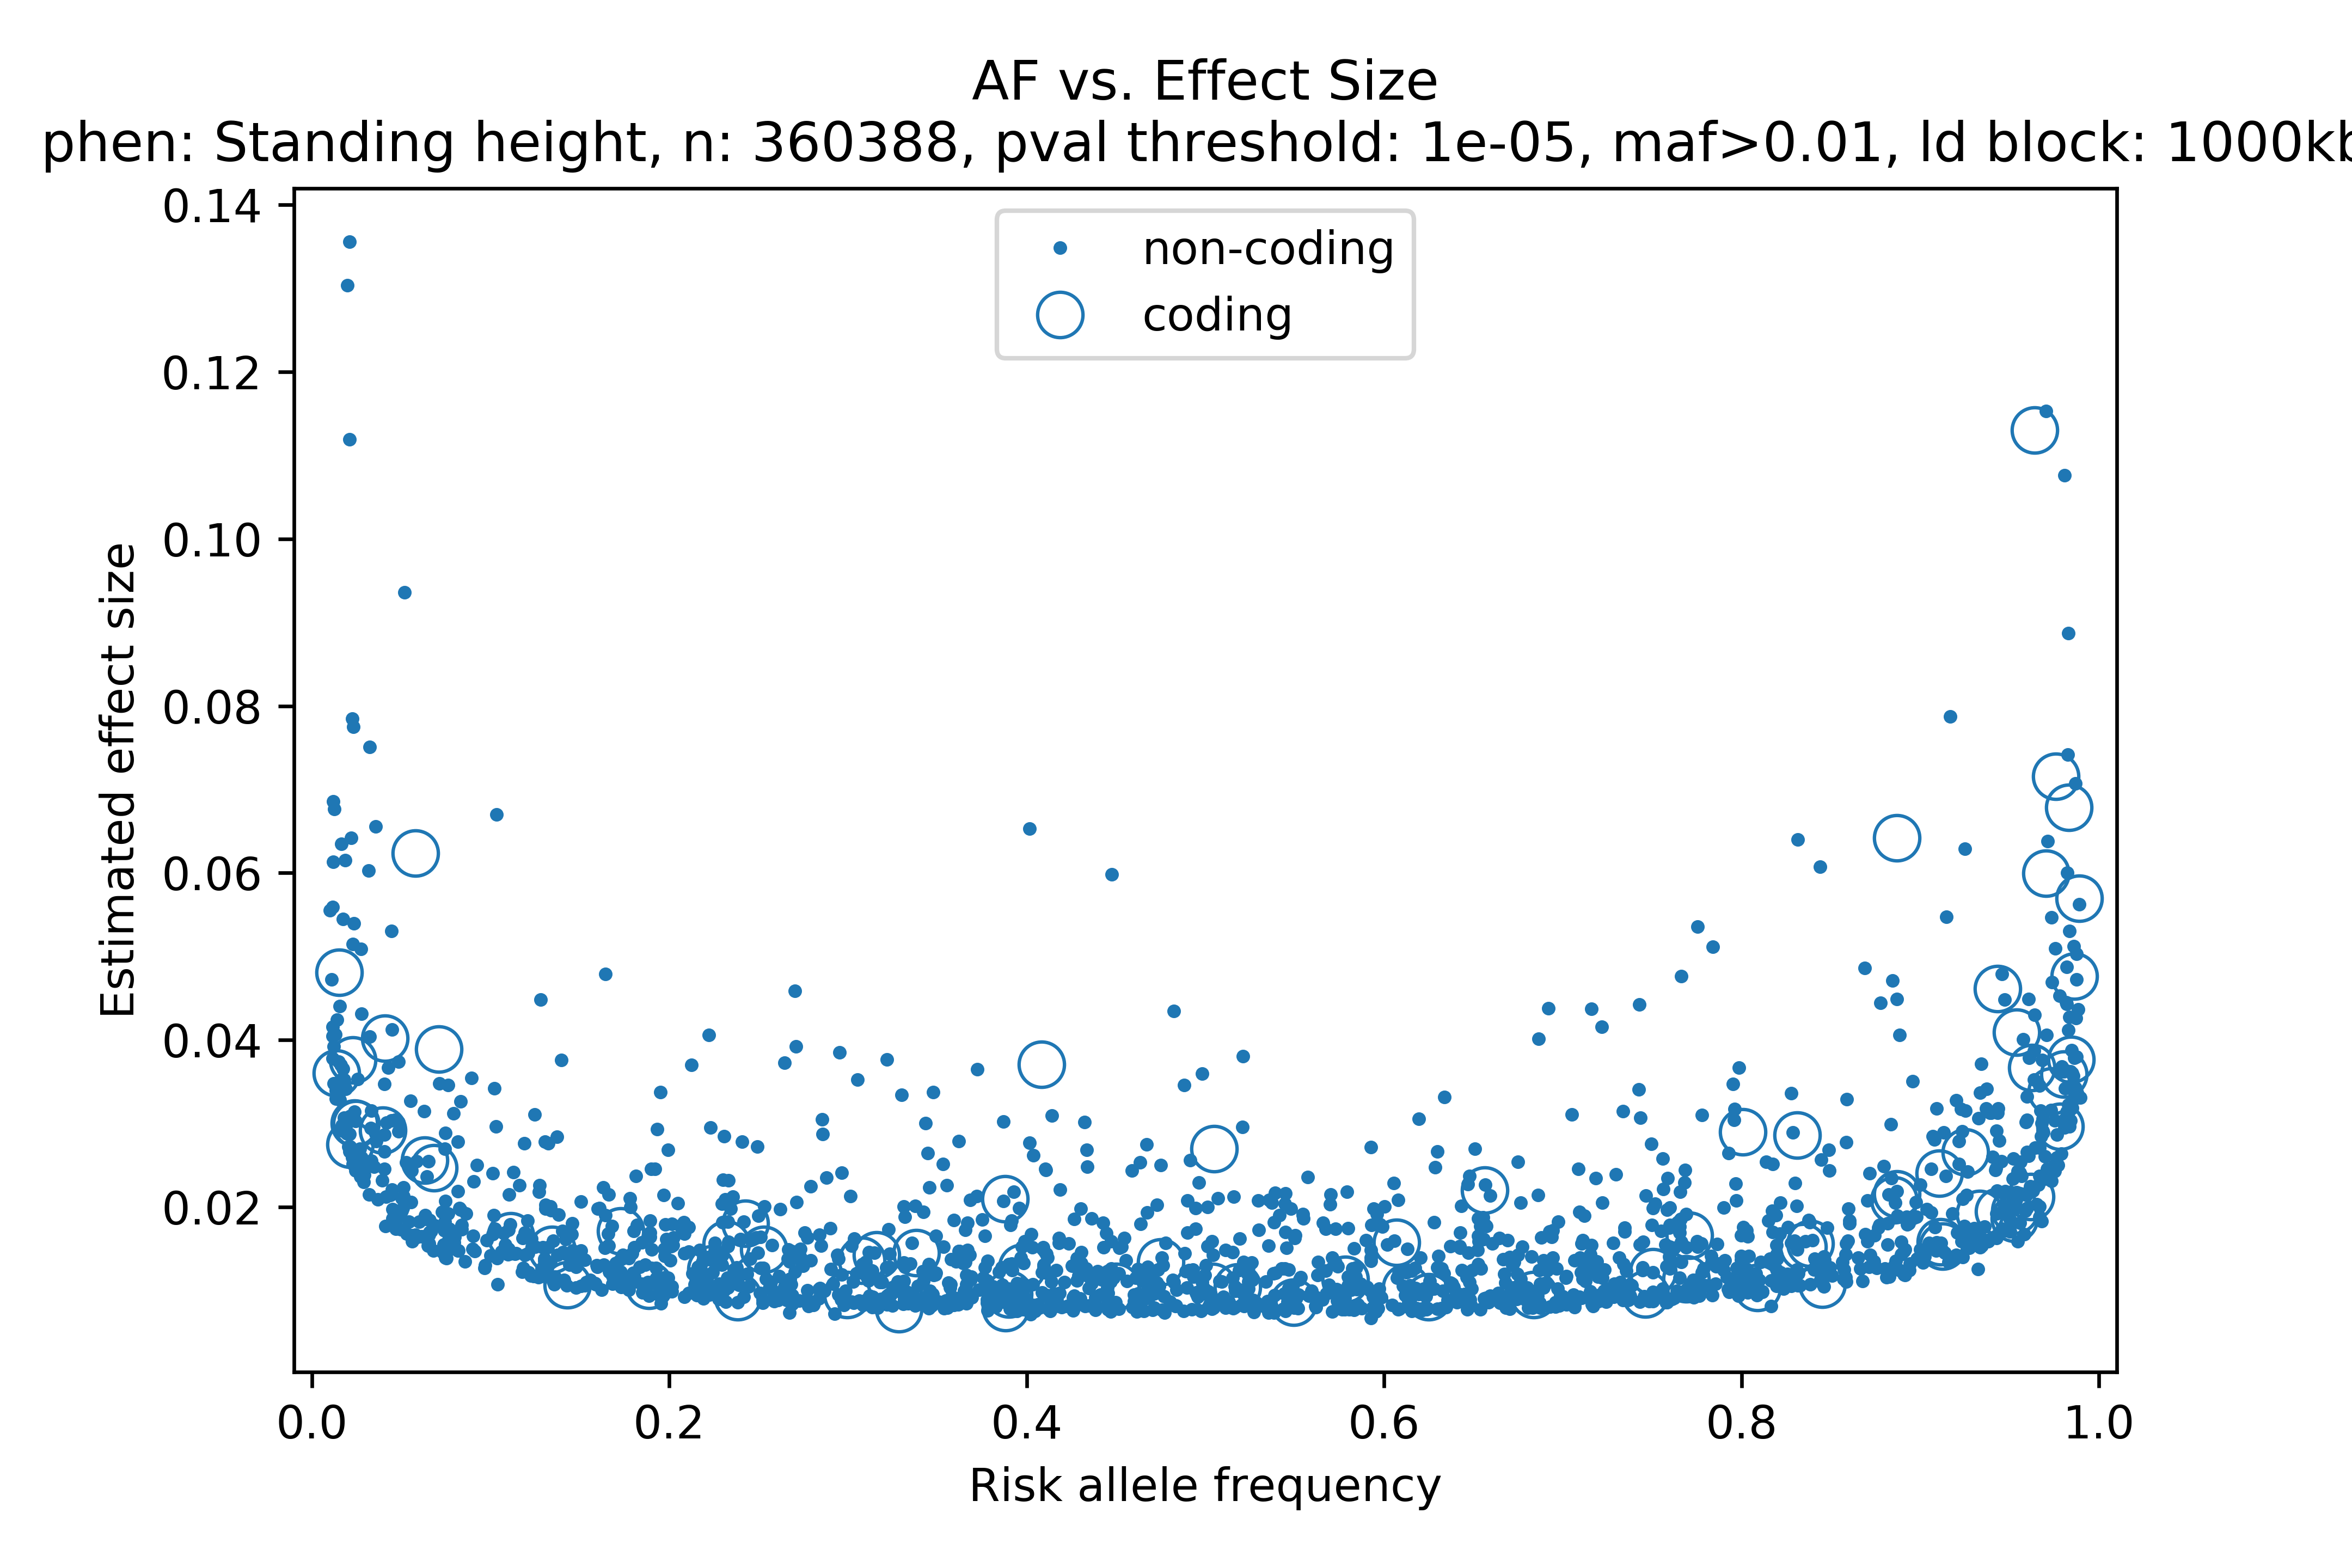 AF vs. Effect Size
phen: Standing height, n: 360388, pval threshold: 1e-05, maf>0.01, ld block: 1000kb
0.14
non-coding
coding
0.12
0.10
0.08
0.06
0.04
0.02
Estimated effect size
0.0 0.2 0.4 0.6 0.8 1.0
Risk allele frequency